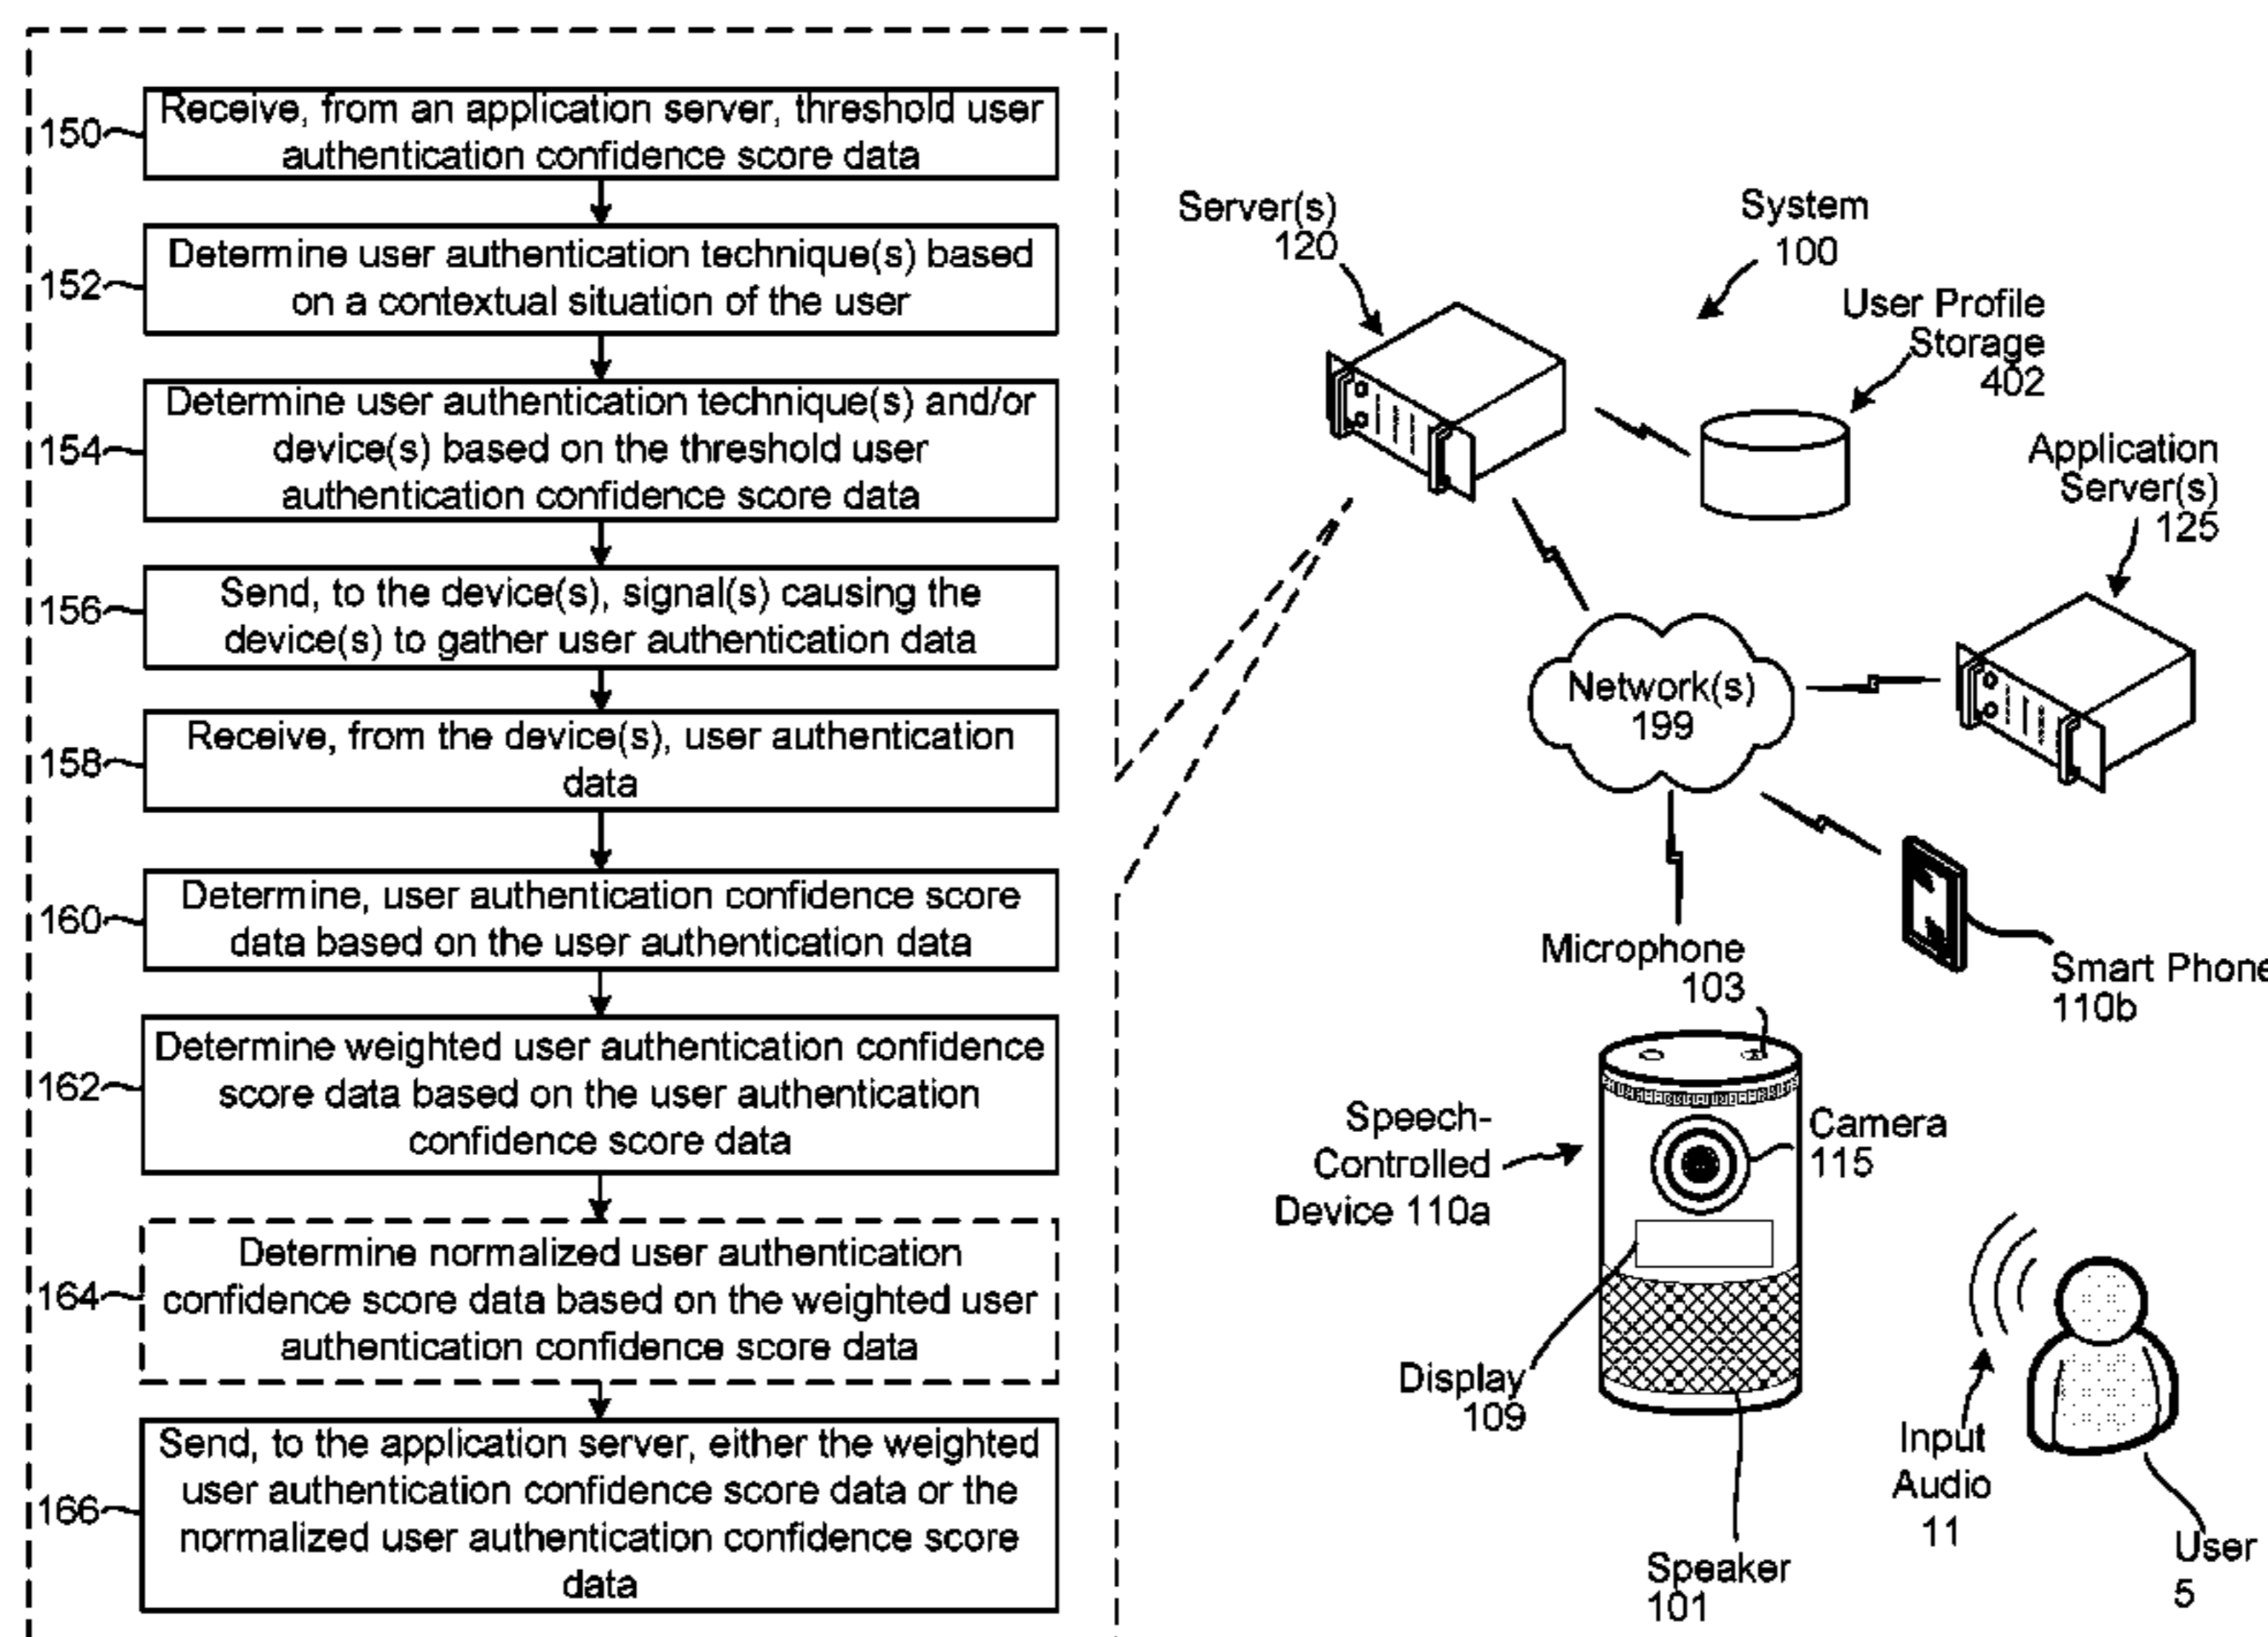 150
Receive, from an application server, threshold user
authentication confidence score data
152
Determine user authentication technique(s) based
on a contextual situation of the user
154
Determine user authentication technique(s) and/or
device(s) based on the threshold user
authentication confidence score data
156
Send, to the device(s), signal(s) causing the
device(s) to gather user authentication data
158
Receive, from the device(s), user authentication
data
160
Determine, user authentication confidence score
data based on the user authentication data
162
Determine weighted user authentication confidence
score data based on the user authentication
confidence score data
164
Determine normalized user authentication
confidence score data based on the weighted user
authentication confidence score data
166
Send, to the application server, either the weighted
user authentication confidence score data or the
normalized user authentication confidence score
data
Server(s)
120
System
100
User Profile
Storage
402
Application
Server(s)
125
Network(s)
199
Microphone
103
Smart Phone
110b
Speech-
Controlled
Device 110a
Camera
115
Display
109
Input
Audio
11
Speaker
101
User
5